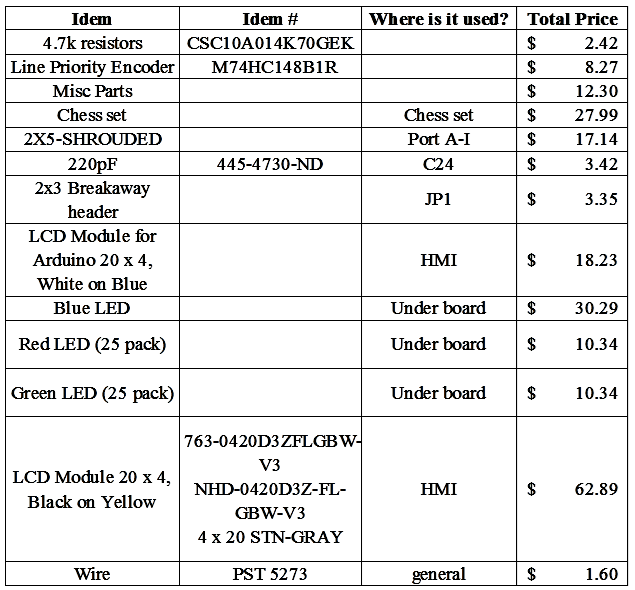 Idem Idem # Where is it used? Total Price
4.7k resistors CSC10A014K70GEK $ 2.42
Line Priority Encoder M74HC148B1R $ 8.27
Misc Parts $ 12.30
Chess set Chess set $ 27.99
2X5-SHROUDED Port A-I $ 17.14
220pF 445-4730-ND C24 $ 3.42
2x3 Breakaway
header JP1 $ 3.35
LCD Module for
Arduino 20 x 4,
White on Blue HMI $ 18.23
Blue LED Under board $ 30.29
Red LED (25 pack) Under board $ 10.34
Green LED (25 pack) Under board $ 10.34
LCD Module 20 x 4,
Black on Yellow
763-0420D3ZFLGBW-
V3
NHD-0420D3Z-FL-
GBW-V3
4 x 20 STN-GRAY
HMI $ 62.89
Wire PST 5273 general $ 1.60